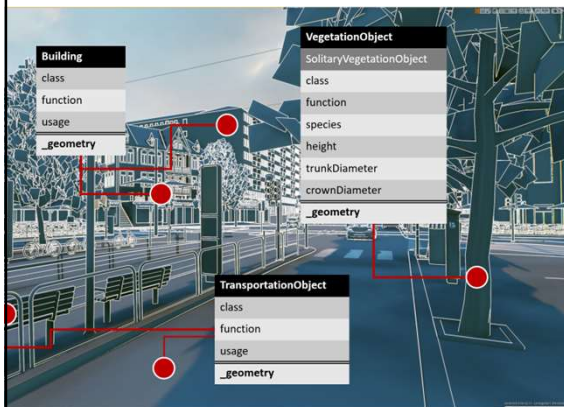 Building
class
function
usage
_geometry
VegetationObject
SolitaryVegetationObject
class
function
species
height
trunkDiameter
crownDiameter
_geometry
TransportationObject
class
function
usage
_geometry